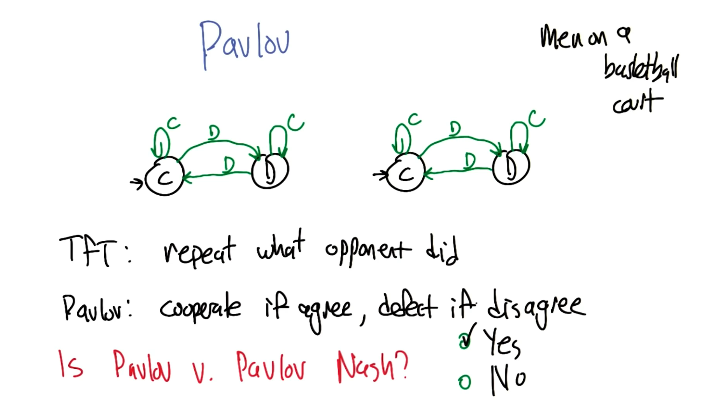 Pavlov
Men on a
basketball
court
C D C C D C
C D D C D D
TFT: repeat what opponent did
Pavlov: cooperate if agree, defect if disagree
Is Pavlov v. Pavlov Nash?
Yes
No